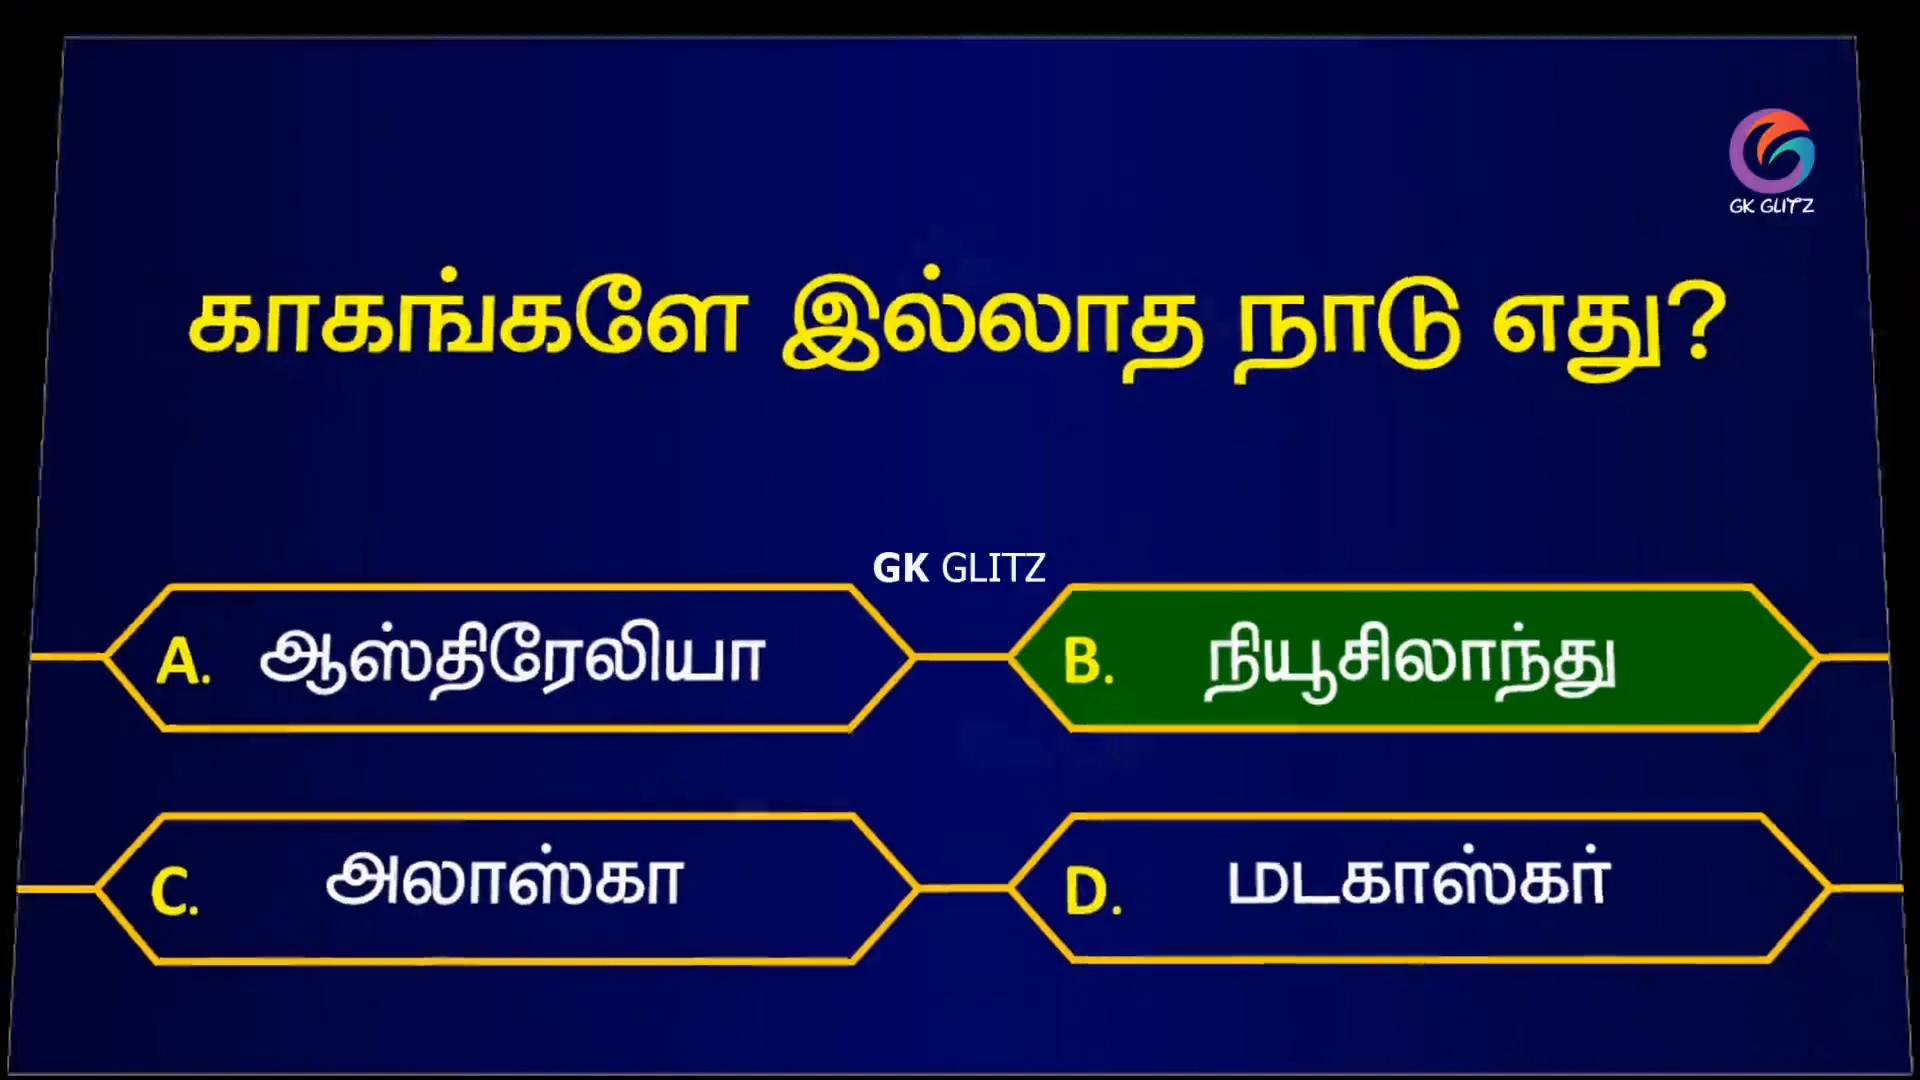 GK GLITZ
காகங்களே இல்லாத நாடு எது?
GK GLITZ
A. ஆஸ்திரேலியா
B. நியூசிலாந்து
C. அலாஸ்கா
D. மடகாஸ்கர்